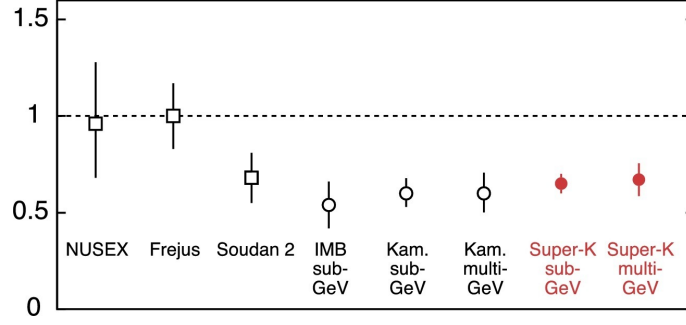 1.5
1
0.5
0
NUSEX
Frejus
Soudan 2
IMB
sub-
GeV
Kam.
sub-
GeV
Kam.
multi-
GeV
Super-K
sub-
GeV
Super-K
multi-
GeV